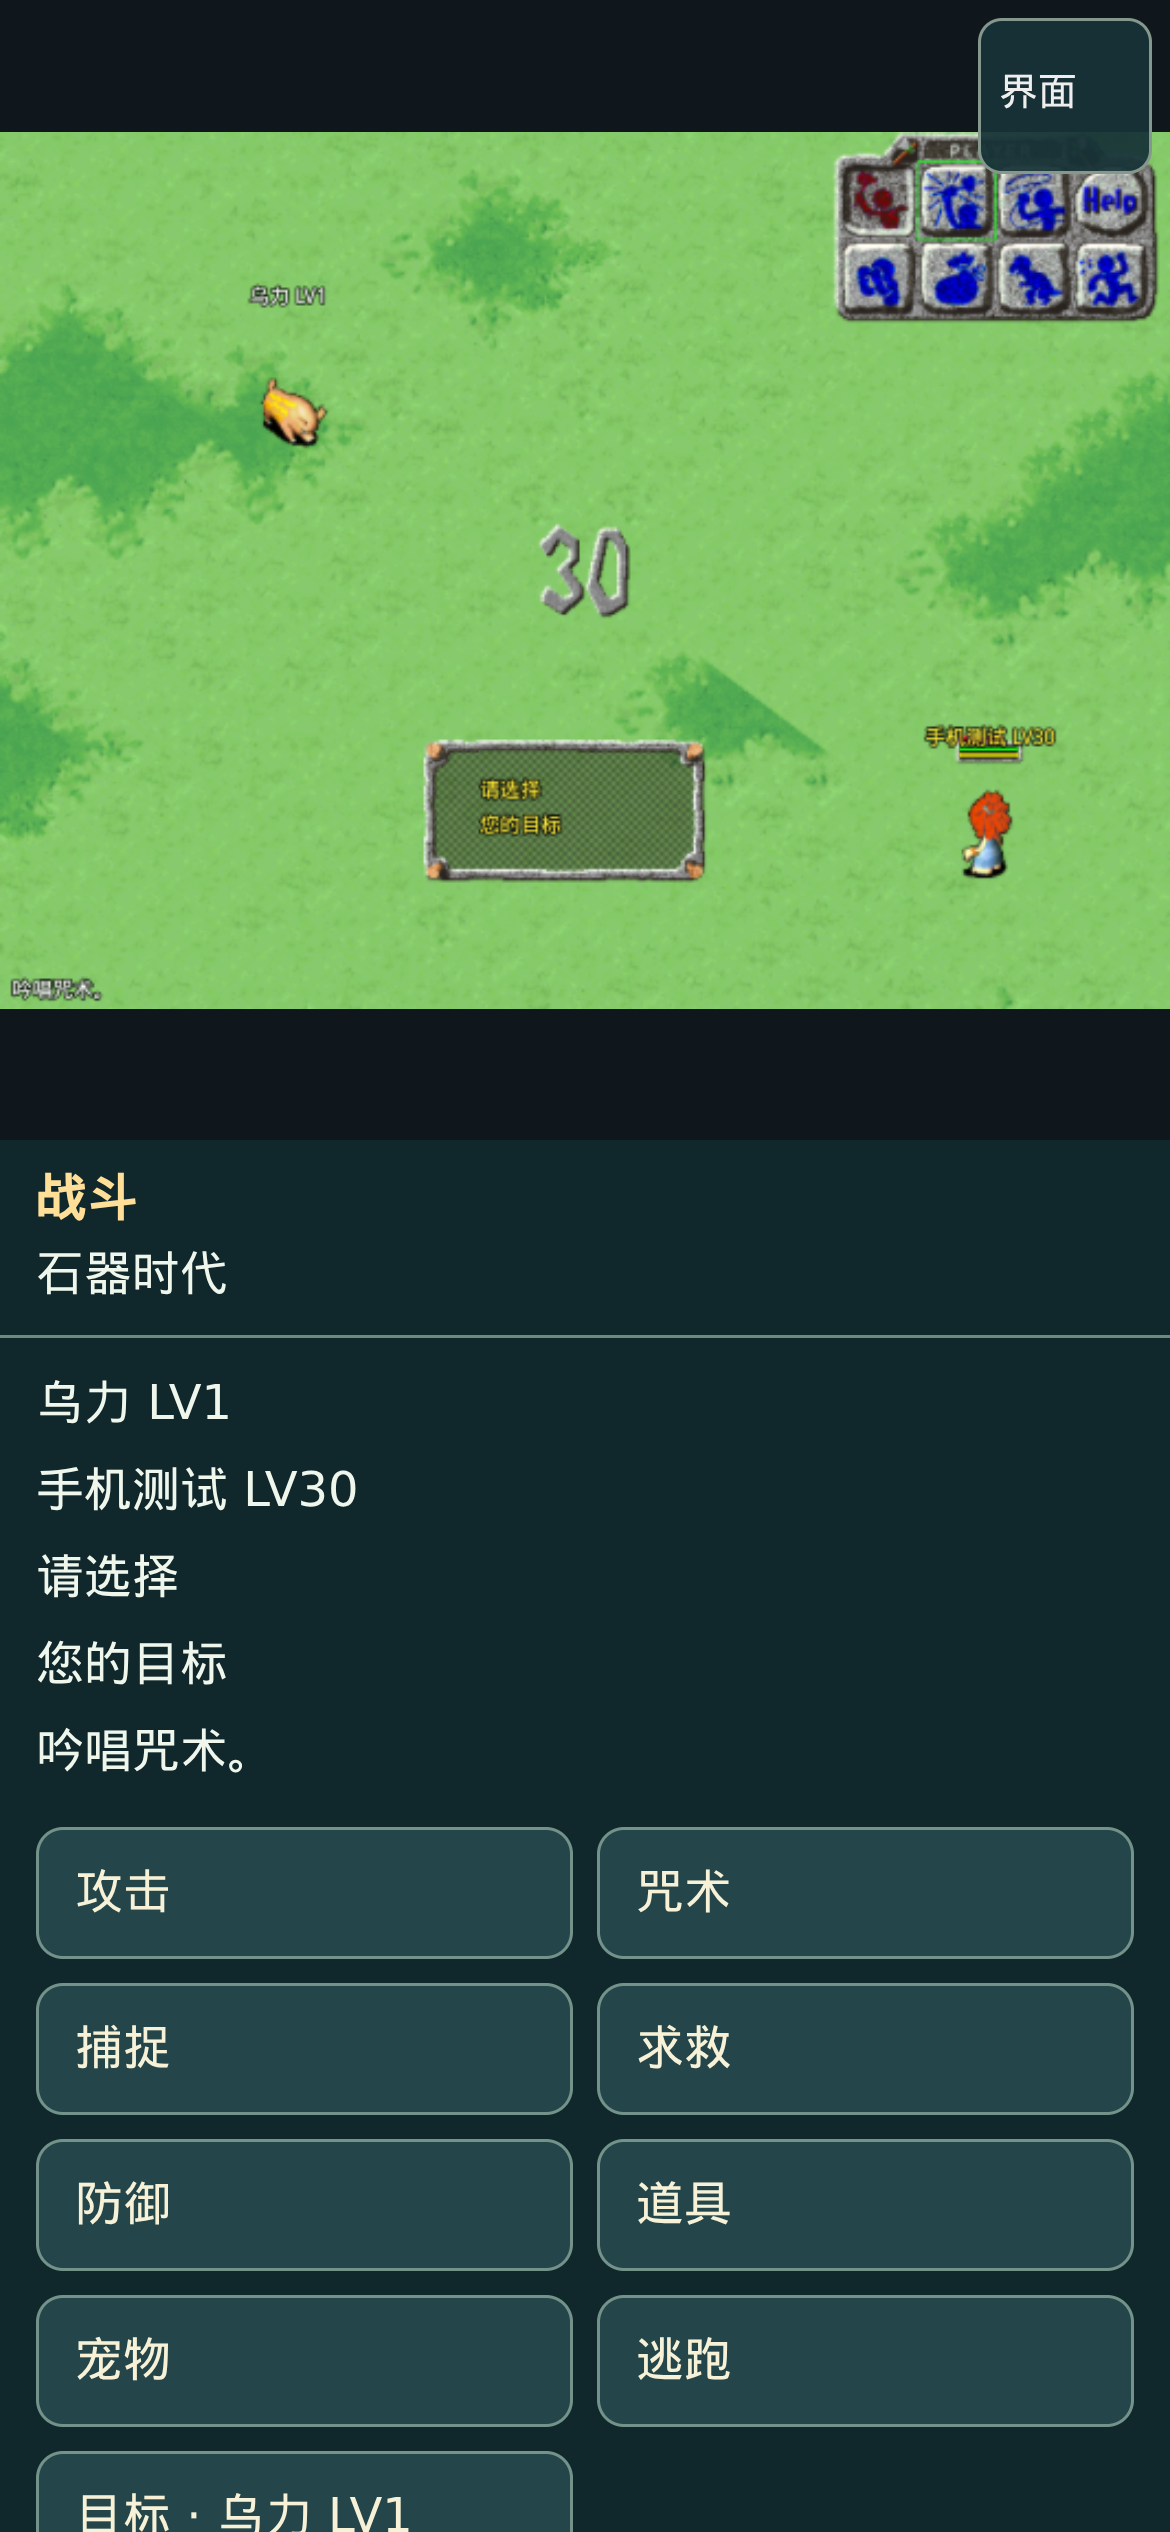 界面
Help
乌力 LV1
30
手机测试 LV30
请选择
您的目标
吟唱咒术。
战斗
石器时代
乌力 LV1
手机测试 LV30
请选择
您的目标
吟唱咒术。
攻击
咒术
捕捉
求救
防御
道具
宠物
逃跑
目标 · 乌力 LV1